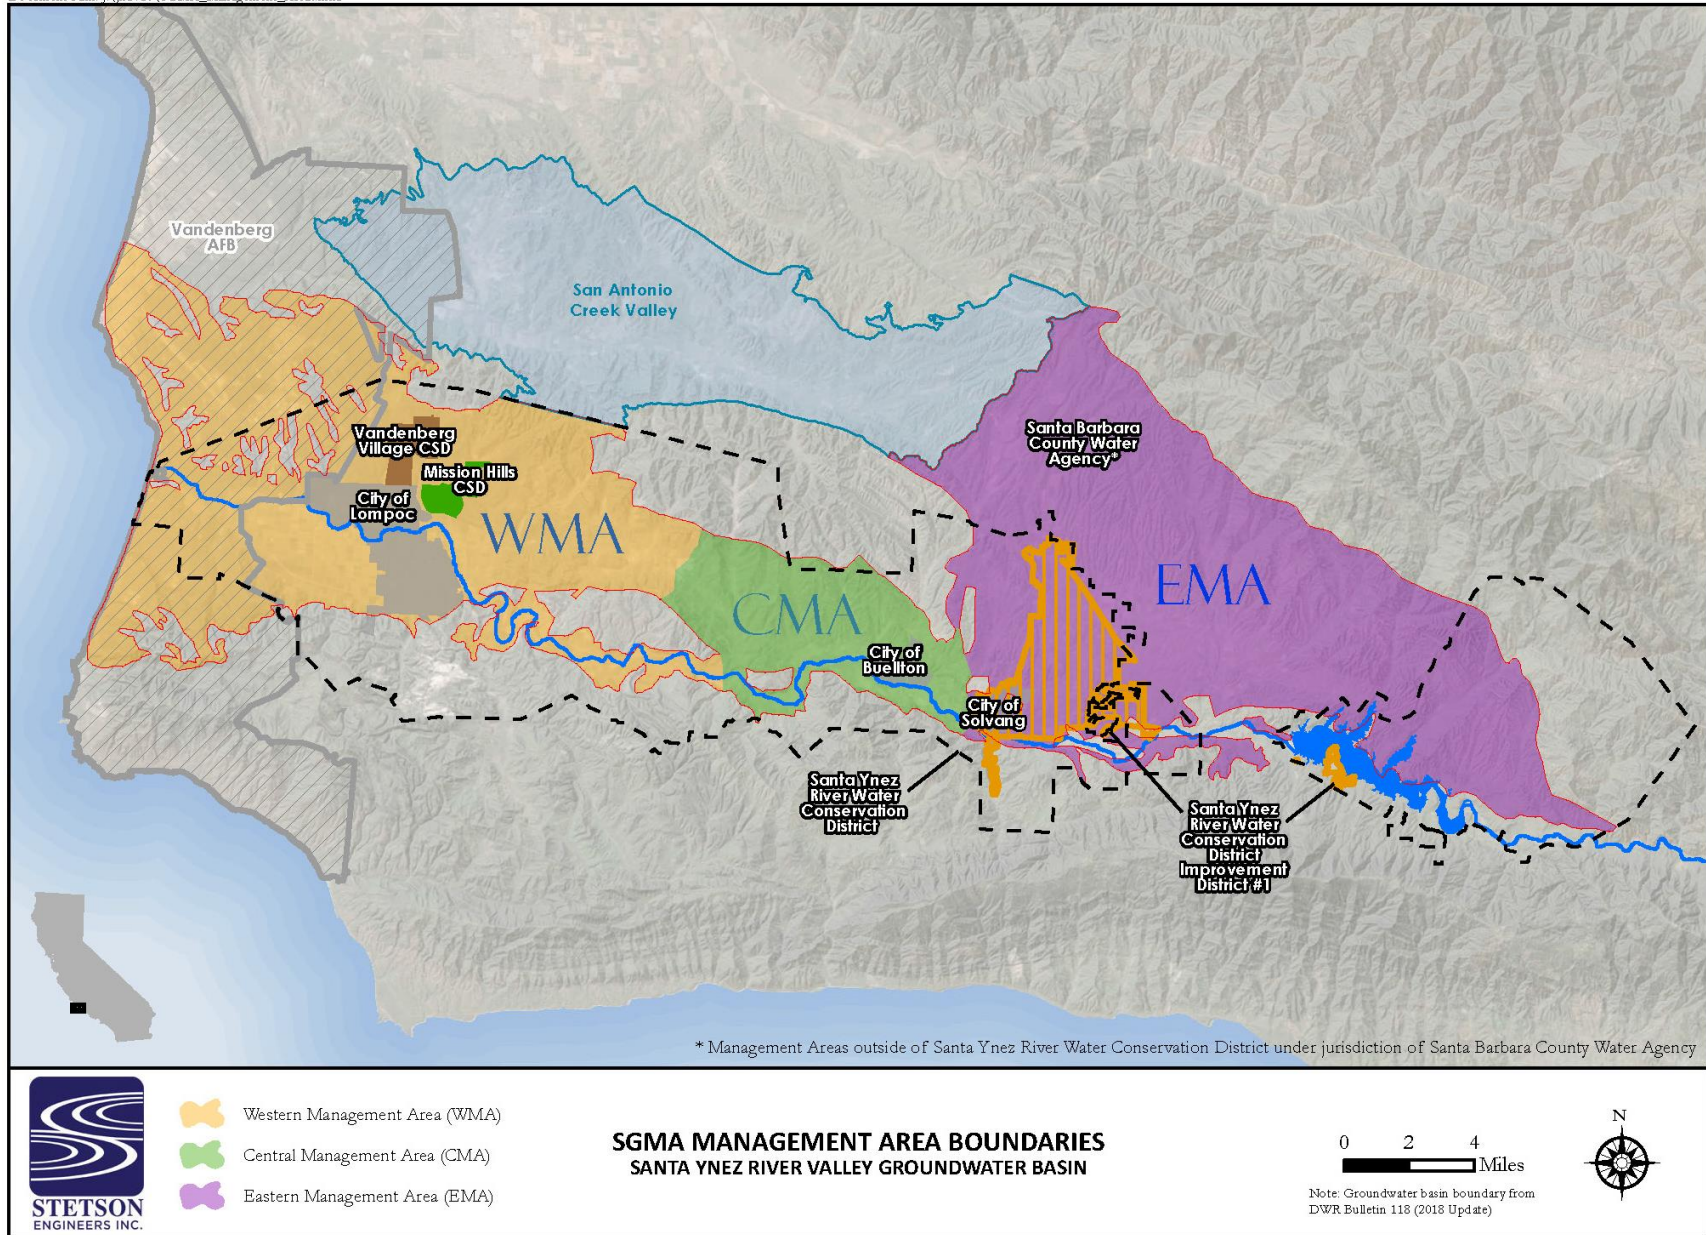 Vandenberg
AFB
San Antonio
Creek Valley
Santa Barbara
County Water
Agency*
Vandenberg
Village CSD
Mission Hills
CSD
City of
Lompoc
WMA
CMA
EMA
City of
Buellton
City of
Solvang
Santa Ynez
River Water
Conservation
District
Santa Ynez
River Water
Conservation
District
Improvement
District #1
* Management Areas outside of Santa Ynez River Water Conservation District under jurisdiction of Santa Barbara County Water Agency
STETSON
ENGINEERS INC.
Western Management Area (WMA)
Central Management Area (CMA)
Eastern Management Area (EMA)
SGMA MANAGEMENT AREA BOUNDARIES
SANTA YNEZ RIVER VALLEY GROUNDWATER BASIN
0 2 4
Miles
Note: Groundwater basin boundary from
DWR Bulletin 118 (2018 Update)
N